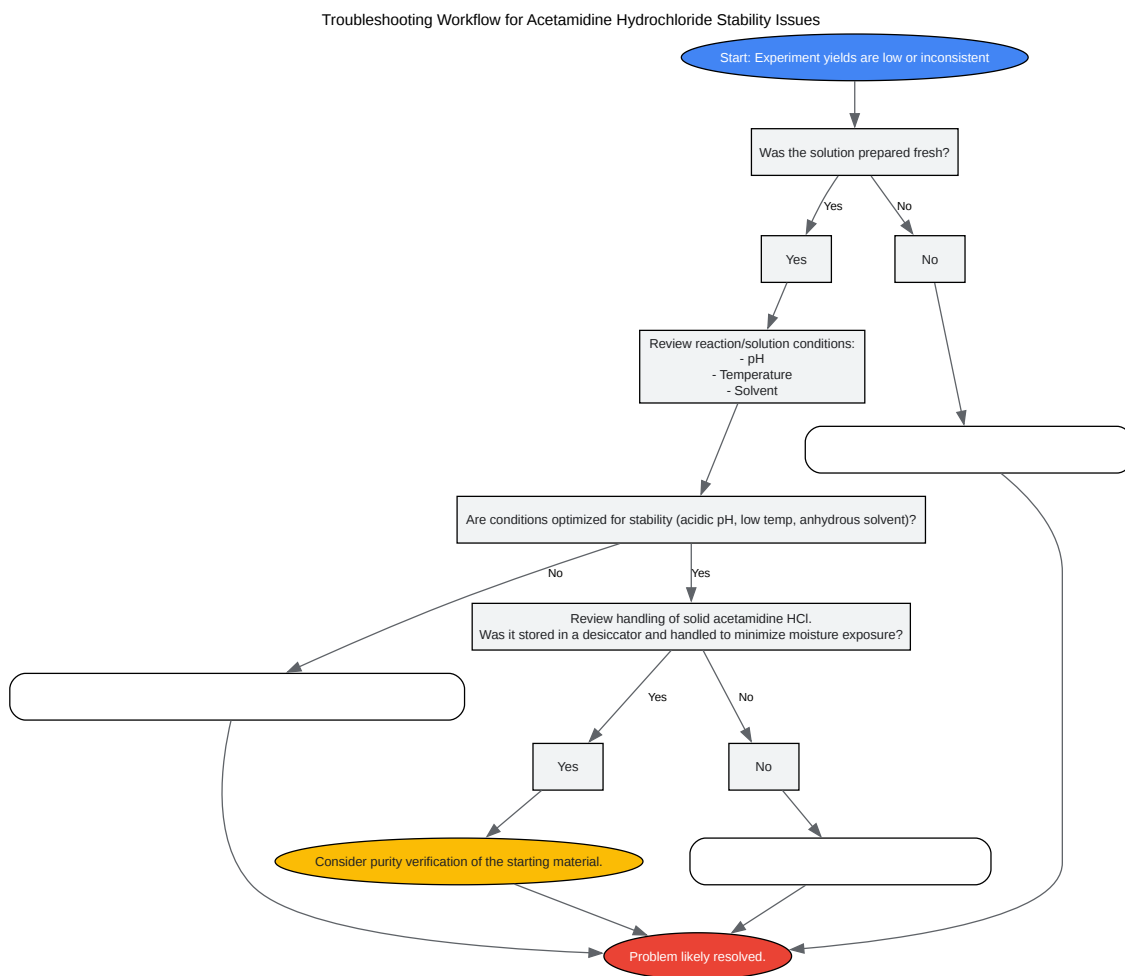 Troubleshooting Workflow for Acetamidine Hydrochloride Stability Issues
Start: Experiment yields are low or inconsistent
Was the solution prepared fresh?
Yes
No
Yes
No
Review reaction/solution conditions:
- pH
- Temperature
- Solvent
Are conditions optimized for stability (acidic pH, low temp, anhydrous solvent)?
No
Yes
Review handling of solid acetamidine HCl.
Was it stored in a desiccator and handled to minimize moisture exposure?
Yes
No
Yes
No
Consider purity verification of the starting material.
Problem likely resolved.